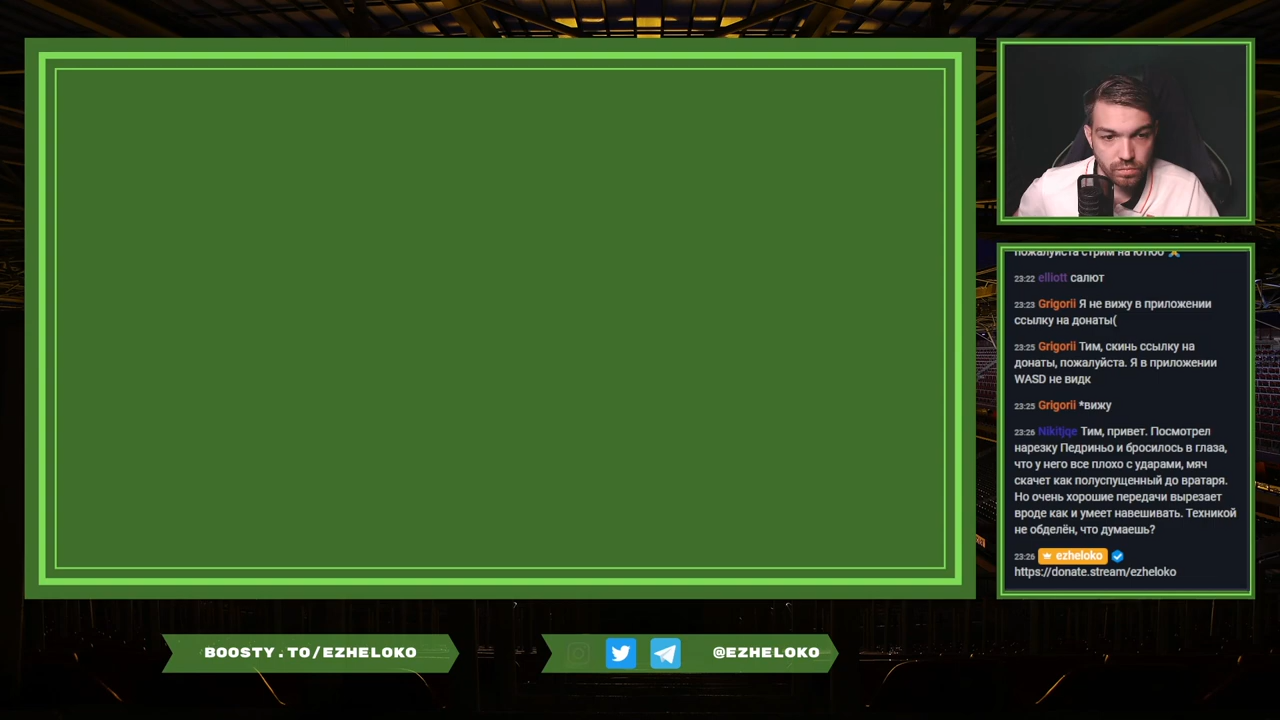 пожалуйста стрим на ютюб
23:22 elliott салют
23:23 Grigorii Я не вижу в приложении
ссылку на донаты(
23:25 Grigorii Тим, скинь ссылку на
донаты, пожалуйста. Я в приложении
WASD не видк
23:25 Grigorii *вижу
23:26 Nikitjqe Тим, привет. Посмотрел
нарезку Педриньо и бросилось в глаза,
что у него все плохо с ударами, мяч
скачет как полуспущенный до вратаря.
Но очень хорошие передачи вырезает
вроде как и умеет навешивать. Техникой
не обделён, что думаешь?
23:26 ezheloko
https://donate.stream/ezheloko
BOOSTY.TO/EZHELOKO
@EZHELOKO